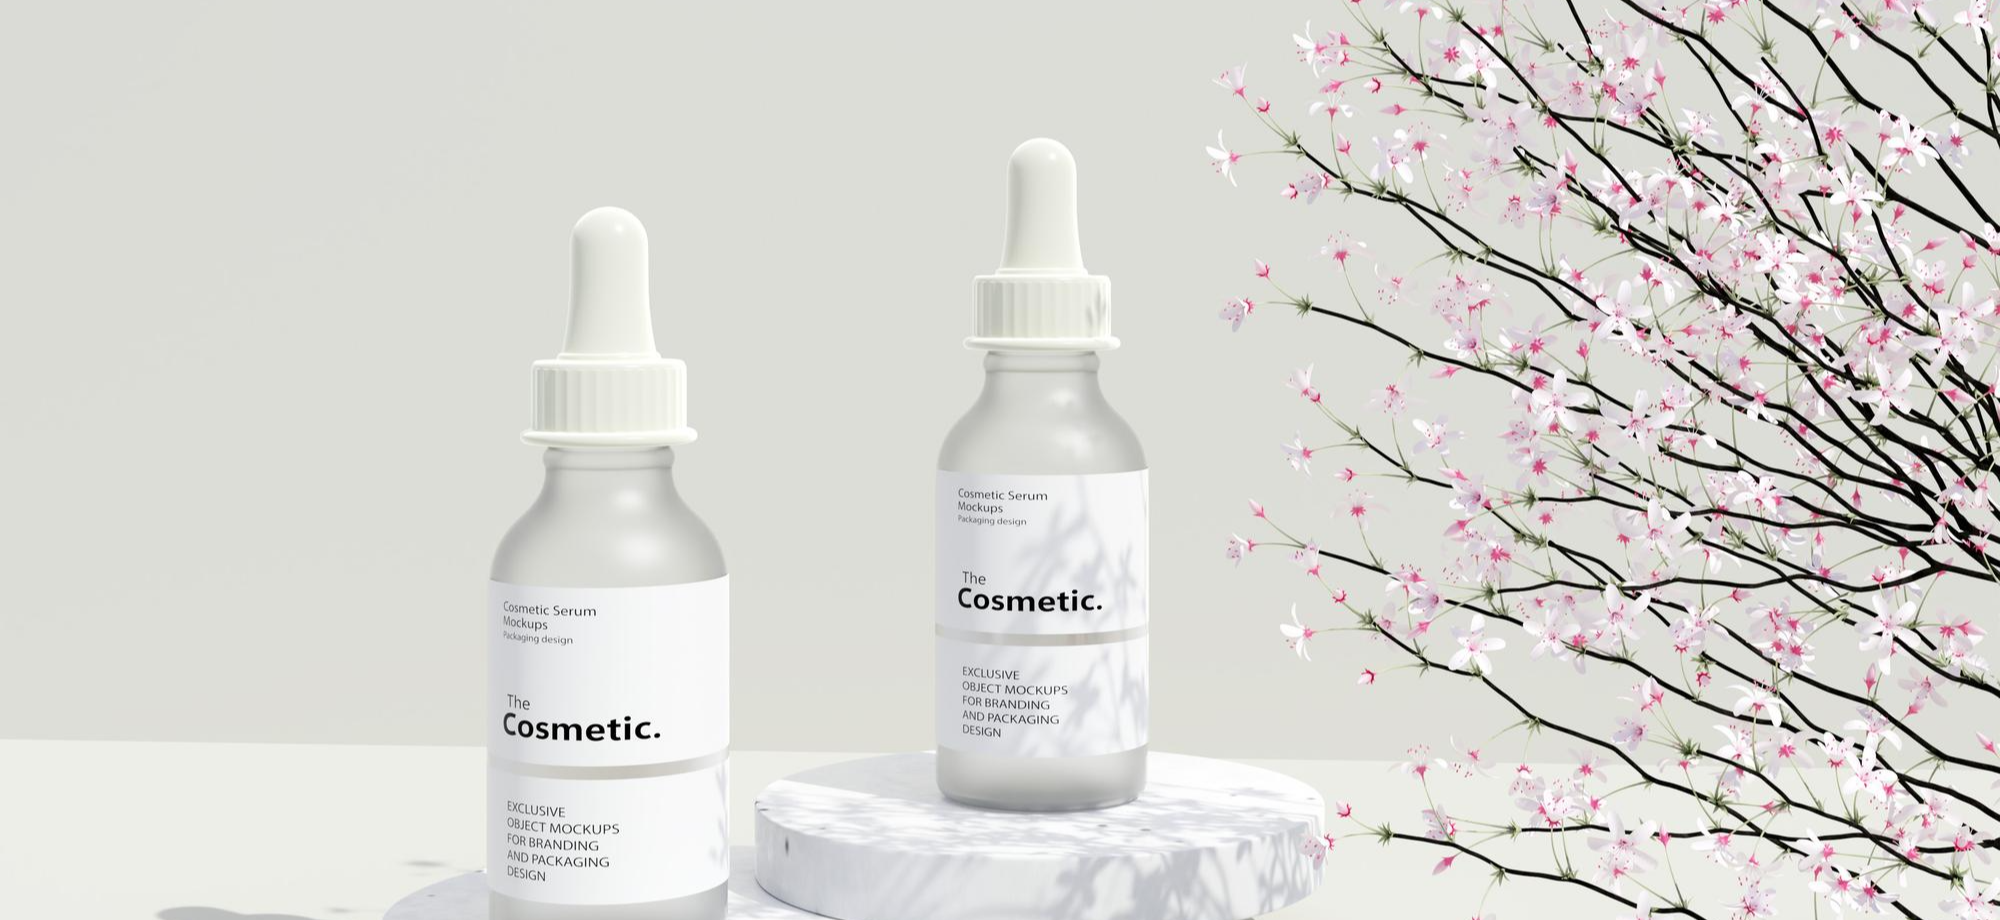 Cosmetic Serum
Mockups
Packaging design
The
Cosmetic.
EXCLUSIVE
OBJECT MOCKUPS
FOR BRANDING
AND PACKAGING
DESIGN
Cosmetic Serum
Mockups
Packaging design
The
Cosmetic.
EXCLUSIVE
OBJECT MOCKUPS
FOR BRANDING
AND PACKAGING
DESIGN